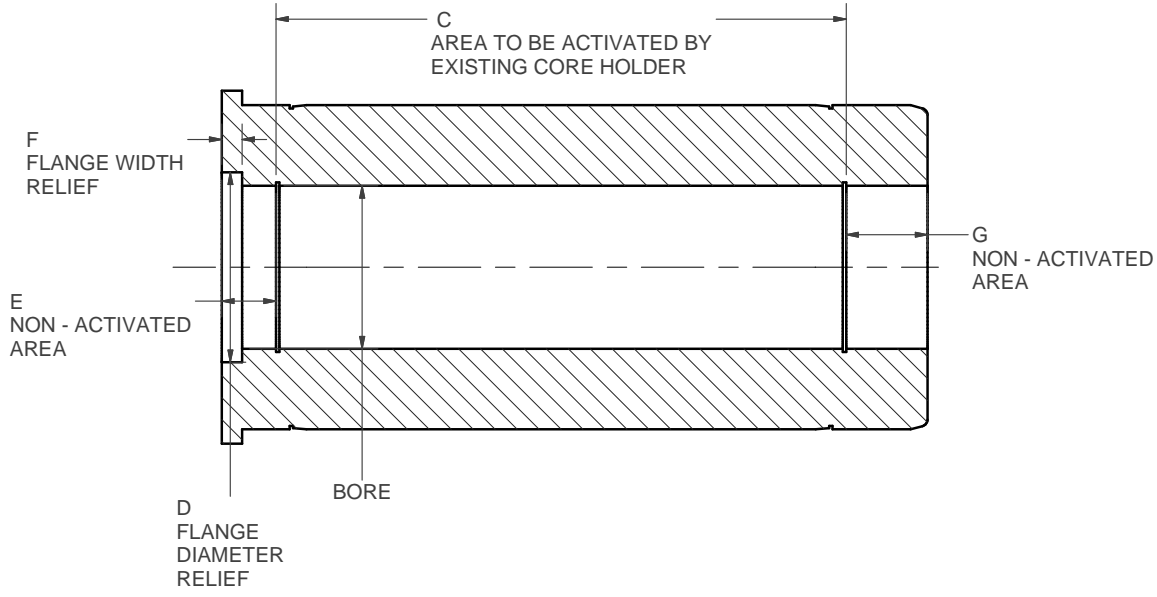 C
AREA TO BE ACTIVATED BY
EXISTING CORE HOLDER
F
FLANGE WIDTH
RELIEF
G
NON - ACTIVATED
AREA
E
NON - ACTIVATED
AREA
BORE
D
FLANGE
DIAMETER
RELIEF